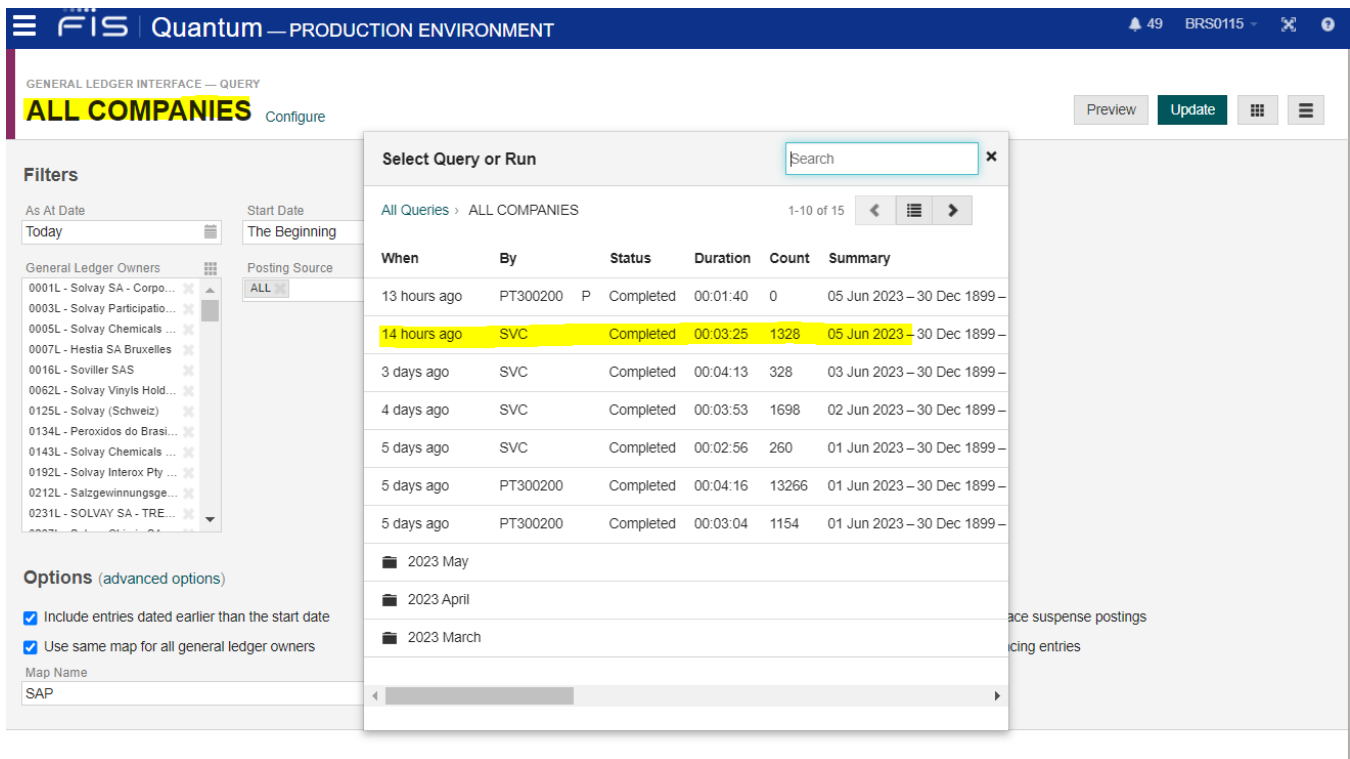 FIS | Quantum — PRODUCTION ENVIRONMENT 49 BRS0115
GENERAL LEDGER INTERFACE — QUERY
ALL COMPANIES Configure
Preview Update
Filters
As At Date Start Date
Today The Beginning
General Ledger Owners Posting Source
ALL
0001L - Solvay SA - Corpo...
0003L - Solvay Participatio...
0005L - Solvay Chemicals ...
0007L - Hestia SA Bruxelles
0016L - Soviller SAS
0062L - Solvay Vinyls Hold...
0125L - Solvay (Schweiz)
0134L - Peroxidos do Brasi...
0143L - Solvay Chemicals ...
0192L - Solvay Interox Pty ...
0212L - Salzgewinnungsge...
0231L - SOLVAY SA - TRE...
Select Query or Run Search
All Queries › ALL COMPANIES 1-10 of 15
When By Status Duration Count Summary
13 hours ago PT300200 P Completed 00:01:40 0 05 Jun 2023 – 30 Dec 1899 –
14 hours ago SVC Completed 00:03:25 1328 05 Jun 2023 – 30 Dec 1899 –
3 days ago SVC Completed 00:04:13 328 03 Jun 2023 – 30 Dec 1899 –
4 days ago SVC Completed 00:03:53 1698 02 Jun 2023 – 30 Dec 1899 –
5 days ago SVC Completed 00:02:56 260 01 Jun 2023 – 30 Dec 1899 –
5 days ago PT300200 Completed 00:04:16 13266 01 Jun 2023 – 30 Dec 1899 –
5 days ago PT300200 Completed 00:03:04 1154 01 Jun 2023 – 30 Dec 1899 –
2023 May
2023 April
2023 March
Options (advanced options)
Include entries dated earlier than the start date
ace suspense postings
Use same map for all general ledger owners
cing entries
Map Name
SAP